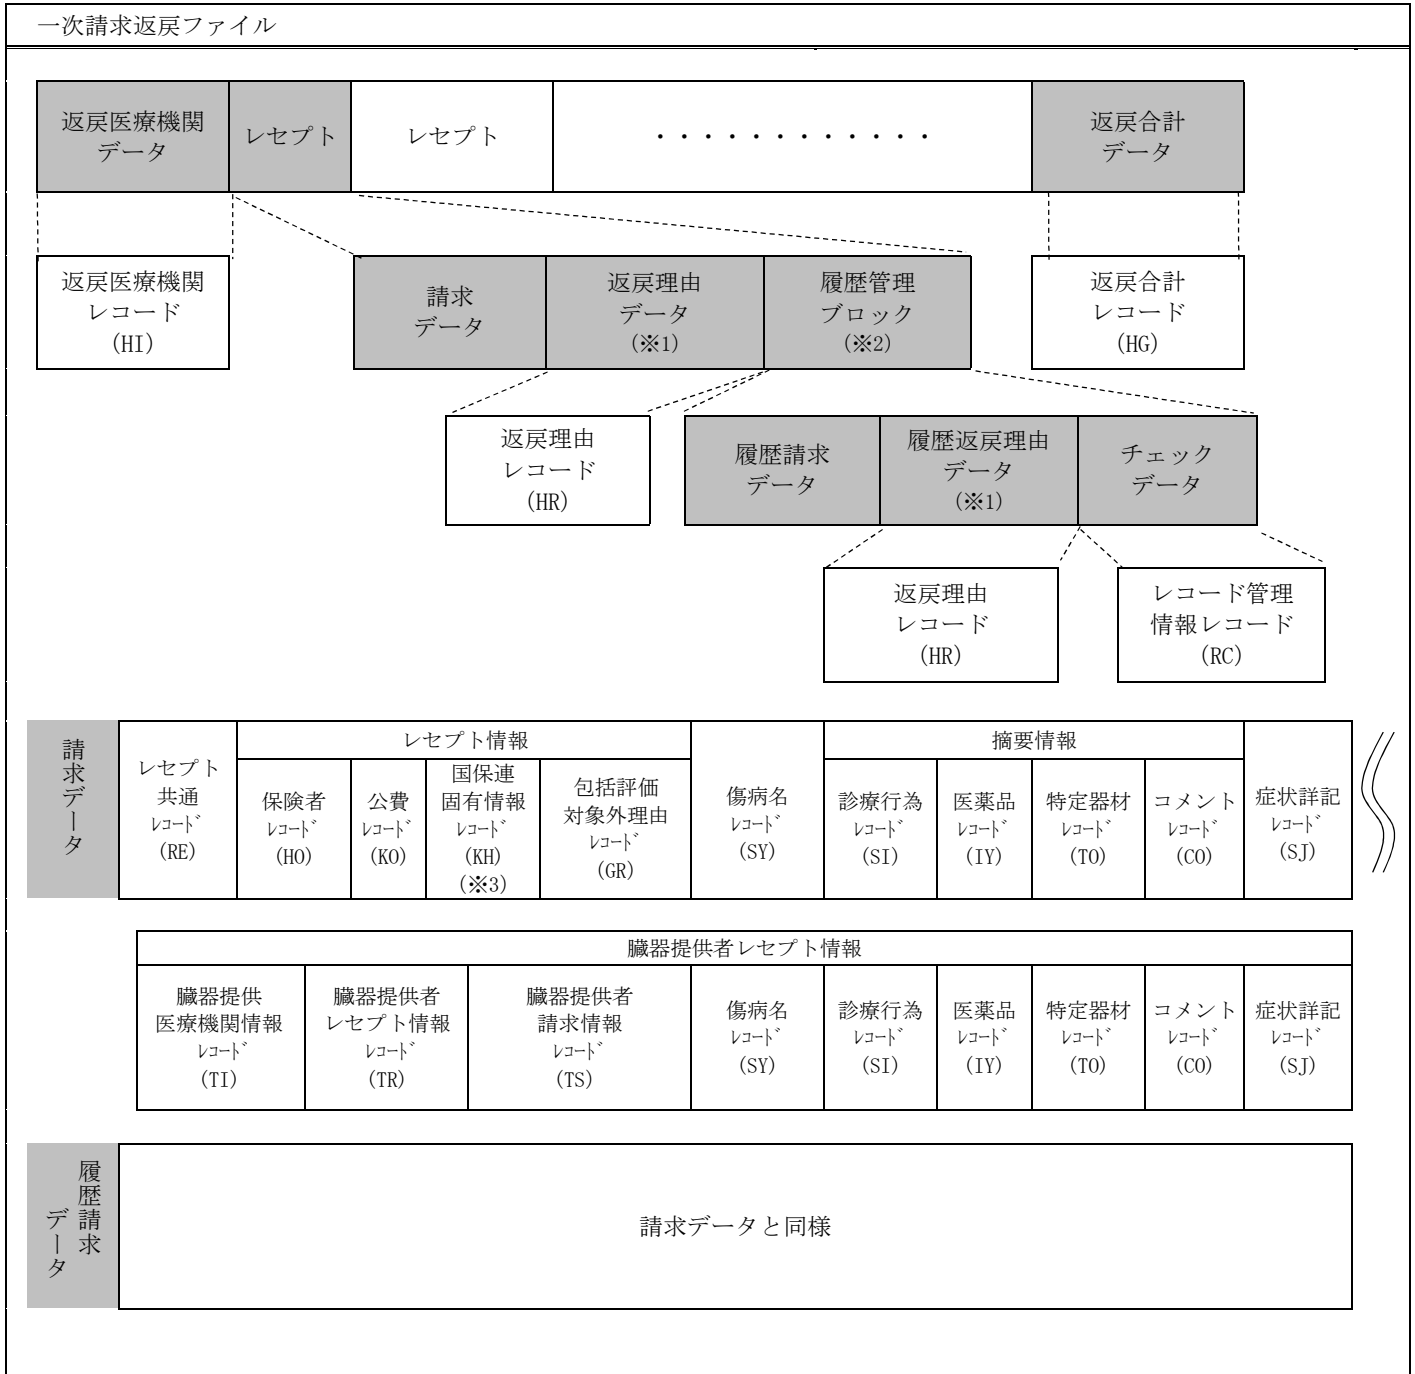 一次請求返戻ファイル
返戻医療機関
データ
レセプト
レセプト
・・・・・・・・・・・・
返戻合計
データ
返戻医療機関
レコード
(HI)
請求
データ
返戻理由
データ
(※1)
履歴管理
ブロック
(※2)
返戻合計
レコード
(HG)
返戻理由
レコード
(HR)
履歴請求
データ
履歴返戻理由
データ
(※1)
チェック
データ
返戻理由
レコード
(HR)
レコード管理
情報レコード
(RC)
請求データ
レセプト
共通
ﾚｺｰﾄﾞ
(RE)
レセプト情報
保険者
ﾚｺｰﾄﾞ
(HO)
公費
ﾚｺｰﾄﾞ
(KO)
国保連
固有情報
ﾚｺｰﾄﾞ
(KH)
(※3)
包括評価
対象外理由
ﾚｺｰﾄﾞ
(GR)
傷病名
ﾚｺｰﾄﾞ
(SY)
摘要情報
診療行為
ﾚｺｰﾄﾞ
(SI)
医薬品
ﾚｺｰﾄﾞ
(IY)
特定器材
ﾚｺｰﾄﾞ
(TO)
コメント
ﾚｺｰﾄﾞ
(CO)
症状詳記
ﾚｺｰﾄﾞ
(SJ)
臓器提供者レセプト情報
臓器提供
医療機関情報
ﾚｺｰﾄﾞ
(TI)
臓器提供者
レセプト情報
ﾚｺｰﾄﾞ
(TR)
臓器提供者
請求情報
ﾚｺｰﾄﾞ
(TS)
傷病名
ﾚｺｰﾄﾞ
(SY)
診療行為
ﾚｺｰﾄﾞ
(SI)
医薬品
ﾚｺｰﾄﾞ
(IY)
特定器材
ﾚｺｰﾄﾞ
(TO)
コメント
ﾚｺｰﾄﾞ
(CO)
症状詳記
ﾚｺｰﾄﾞ
(SJ)
履歴請求
データ
請求データと同様